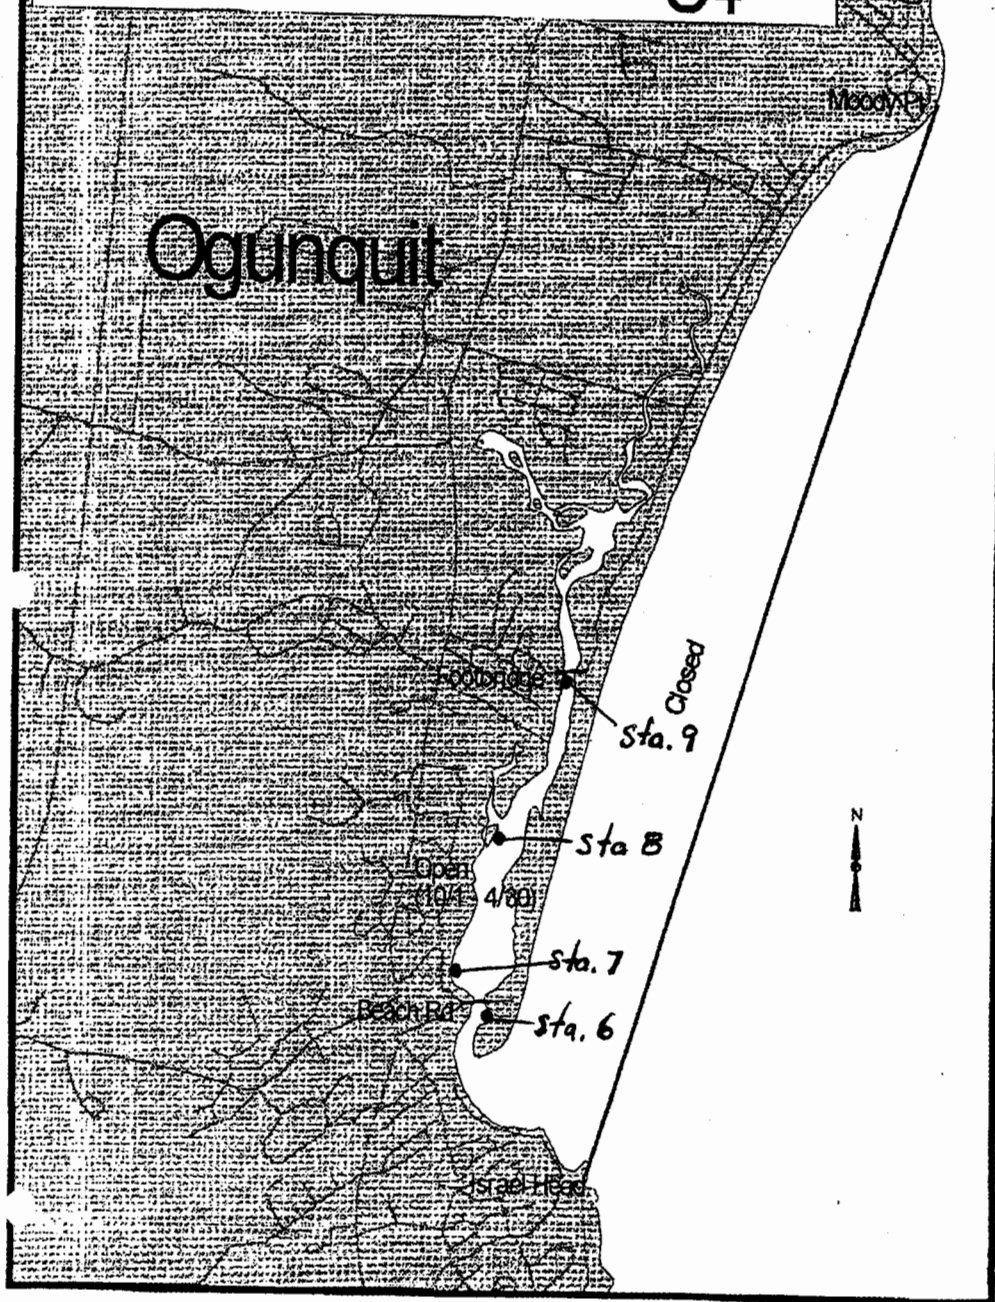 Moody Pt
Ogunquit
Footbridge
Closed
Sta. 9
N
Sta 8
Open
(10/1 - 4/30)
Sta. 7
Beach Rd
Sta. 6
Israel Head